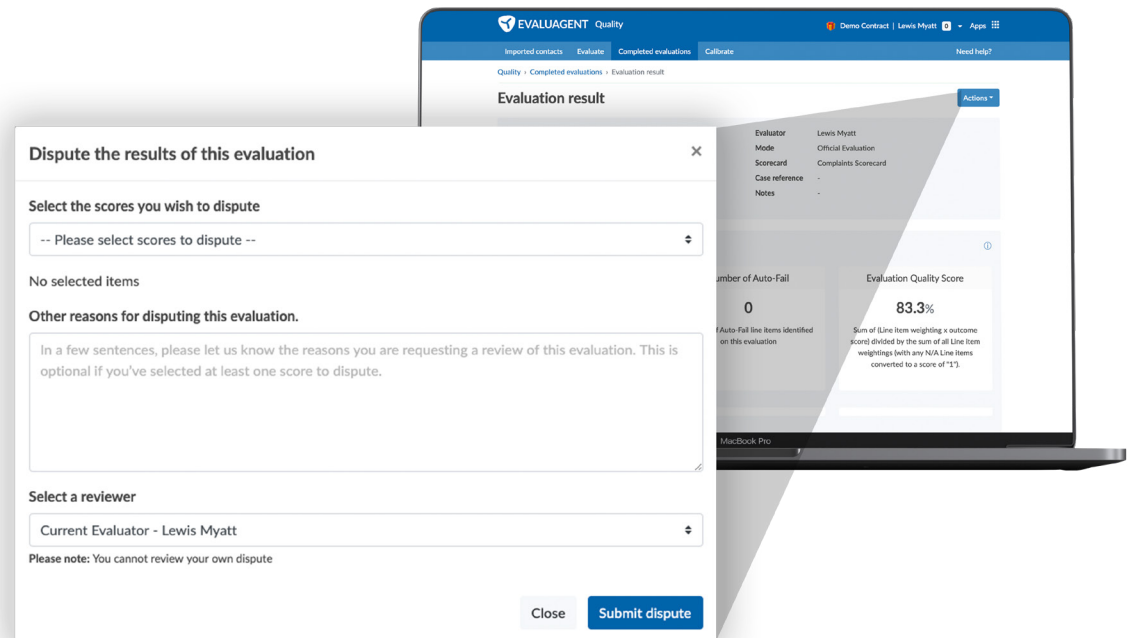 EVALUAGENT Quality
Demo Contract | Lewis Myatt 0 Apps
Imported contacts Evaluate Completed evaluations Calibrate Need help?
Quality › Completed evaluations › Evaluation result
Evaluation result
Actions
Evaluator Lewis Myatt
Mode Official Evaluation
Scorecard Complaints Scorecard
Case reference -
Notes -
umber of Auto-Fail
0
f Auto-Fail line items identified
on this evaluation
Evaluation Quality Score
83.3%
Sum of (Line item weighting x outcome
score) divided by the sum of all Line Item
weightings (with any N/A Line items
converted to a score of "1").
MacBook Pro
Dispute the results of this evaluation ×
Select the scores you wish to dispute
-- Please select scores to dispute --
No selected items
Other reasons for disputing this evaluation.
In a few sentences, please let us know the reasons you are requesting a review of this evaluation. This is
optional if you've selected at least one score to dispute.
Select a reviewer
Current Evaluator - Lewis Myatt
Please note: You cannot review your own dispute
Close Submit dispute